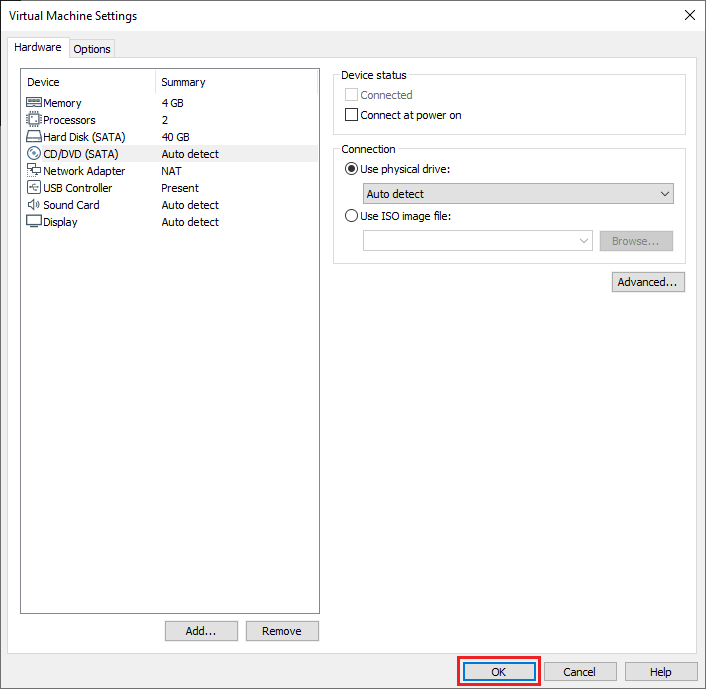 Virtual Machine Settings
Hardware Options
Device Summary
Memory 4 GB
Processors 2
Hard Disk (SATA) 40 GB
CD/DVD (SATA) Auto detect
Network Adapter NAT
USB Controller Present
Sound Card Auto detect
Display Auto detect
Add... Remove
Device status
Connected
Connect at power on
Connection
Use physical drive:
Auto detect
Use ISO image file:
Browse...
Advanced...
OK Cancel Help